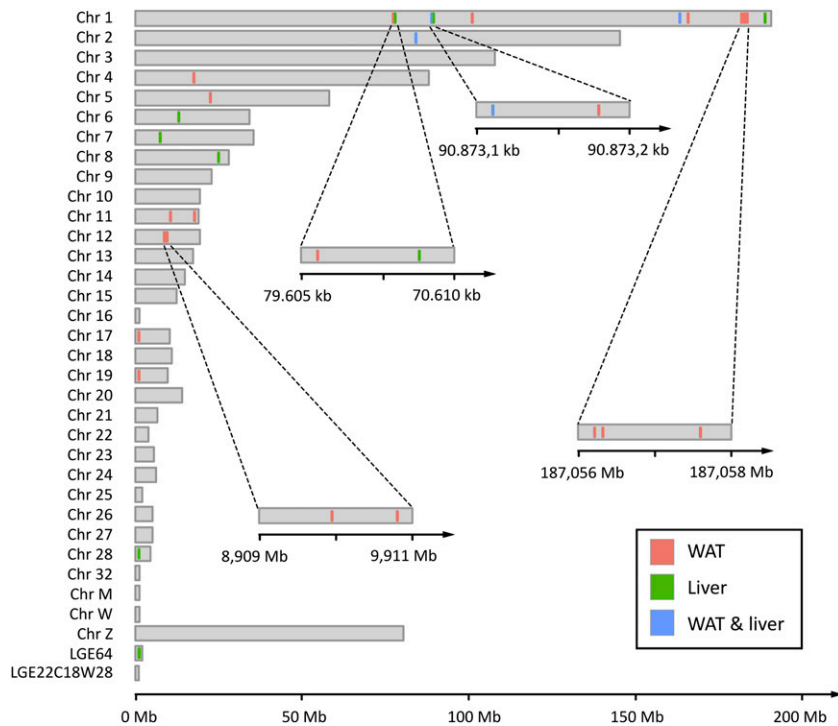 Chr 1
Chr 2
Chr 3
Chr 4
Chr 5
Chr 6
Chr 7
Chr 8
Chr 9
Chr 10
Chr 11
Chr 12
Chr 13
Chr 14
Chr 15
Chr 16
Chr 17
Chr 18
Chr 19
Chr 20
Chr 21
Chr 22
Chr 23
Chr 24
Chr 25
Chr 26
Chr 27
Chr 28
Chr 32
Chr M
Chr W
Chr Z
LGE64
LGE22C18W28
90.873,1 kb 90.873,2 kb
79.605 kb 70.610 kb
187,056 Mb 187,058 Mb
8,909 Mb 9,911 Mb
WAT
Liver
WAT & liver
0 Mb 50 Mb 100 Mb 150 Mb 200 Mb